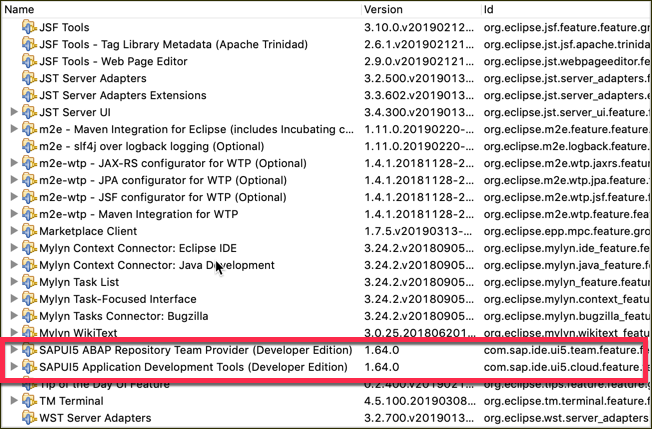 Name Version Id
JSF Tools 3.10.0.v20190212... org.eclipse.jsf.feature.feature.gr
JSF Tools - Tag Library Metadata (Apache Trinidad) 2.6.1.v201902121... org.eclipse.jst.jsf.apache.trinida
JSF Tools - Web Page Editor 2.9.0.v201902121... org.eclipse.jst.webpageeditor.fe
JST Server Adapters 3.2.500.v2019013... org.eclipse.jst.server_adapters.f
JST Server Adapters Extensions 3.3.602.v2019013... org.eclipse.jst.server_adapters.e
JST Server UI 3.4.300.v2019013... org.eclipse.jst.server_ui.feature.f
m2e - Maven Integration for Eclipse (includes Incubating c... 1.11.0.20190220-... org.eclipse.m2e.feature.feature.g
m2e - slf4j over logback logging (Optional) 1.11.0.20190220-... org.eclipse.m2e.logback.feature.
m2e-wtp - JAX-RS configurator for WTP (Optional) 1.4.1.20181128-2... org.eclipse.m2e.wtp.jaxrs.featur
m2e-wtp - JPA configurator for WTP (Optional) 1.4.1.20181128-2... org.eclipse.m2e.wtp.jpa.feature.
m2e-wtp - JSF configurator for WTP (Optional) 1.4.1.20181128-2... org.eclipse.m2e.wtp.jsf.feature.f
m2e-wtp - Maven Integration for WTP 1.4.1.20181128-2... org.eclipse.m2e.wtp.feature.fea
Marketplace Client 1.7.5.v20190313-... org.eclipse.epp.mpc.feature.gro
Mylyn Context Connector: Eclipse IDE 3.24.2.v20180905... org.eclipse.mylyn.ide_feature.f
Mylyn Context Connector: Java Development 3.24.2.v20180905... org.eclipse.mylyn.java_feature.f
Mylyn Task List 3.24.2.v20180905... org.eclipse.mylyn_feature.featur
Mylyn Task-Focused Interface 3.24.2.v20180905... org.eclipse.mylyn.context_featu
Mylyn Tasks Connector: Bugzilla 3.24.2.v20180905... org.eclipse.mylyn.bugzilla_featur
Mylyn WikiText 3.0.25.201806201... org.eclipse.mylyn.wikitext_featu
SAPUI5 ABAP Repository Team Provider (Developer Edition) 1.64.0 com.sap.ide.ui5.team.feature.fe
SAPUI5 Application Development Tools (Developer Edition) 1.64.0 com.sap.ide.ui5.cloud.feature.f
Tip of the Day UI Feature 0.2.400.v2018... org.eclipse.tips.feature.feature.g
TM Terminal 4.5.100.20190308... org.eclipse.tm.terminal.feature.f
WST Server Adapters 3.2.700.v2019013... org.eclipse.wst.server_adapters